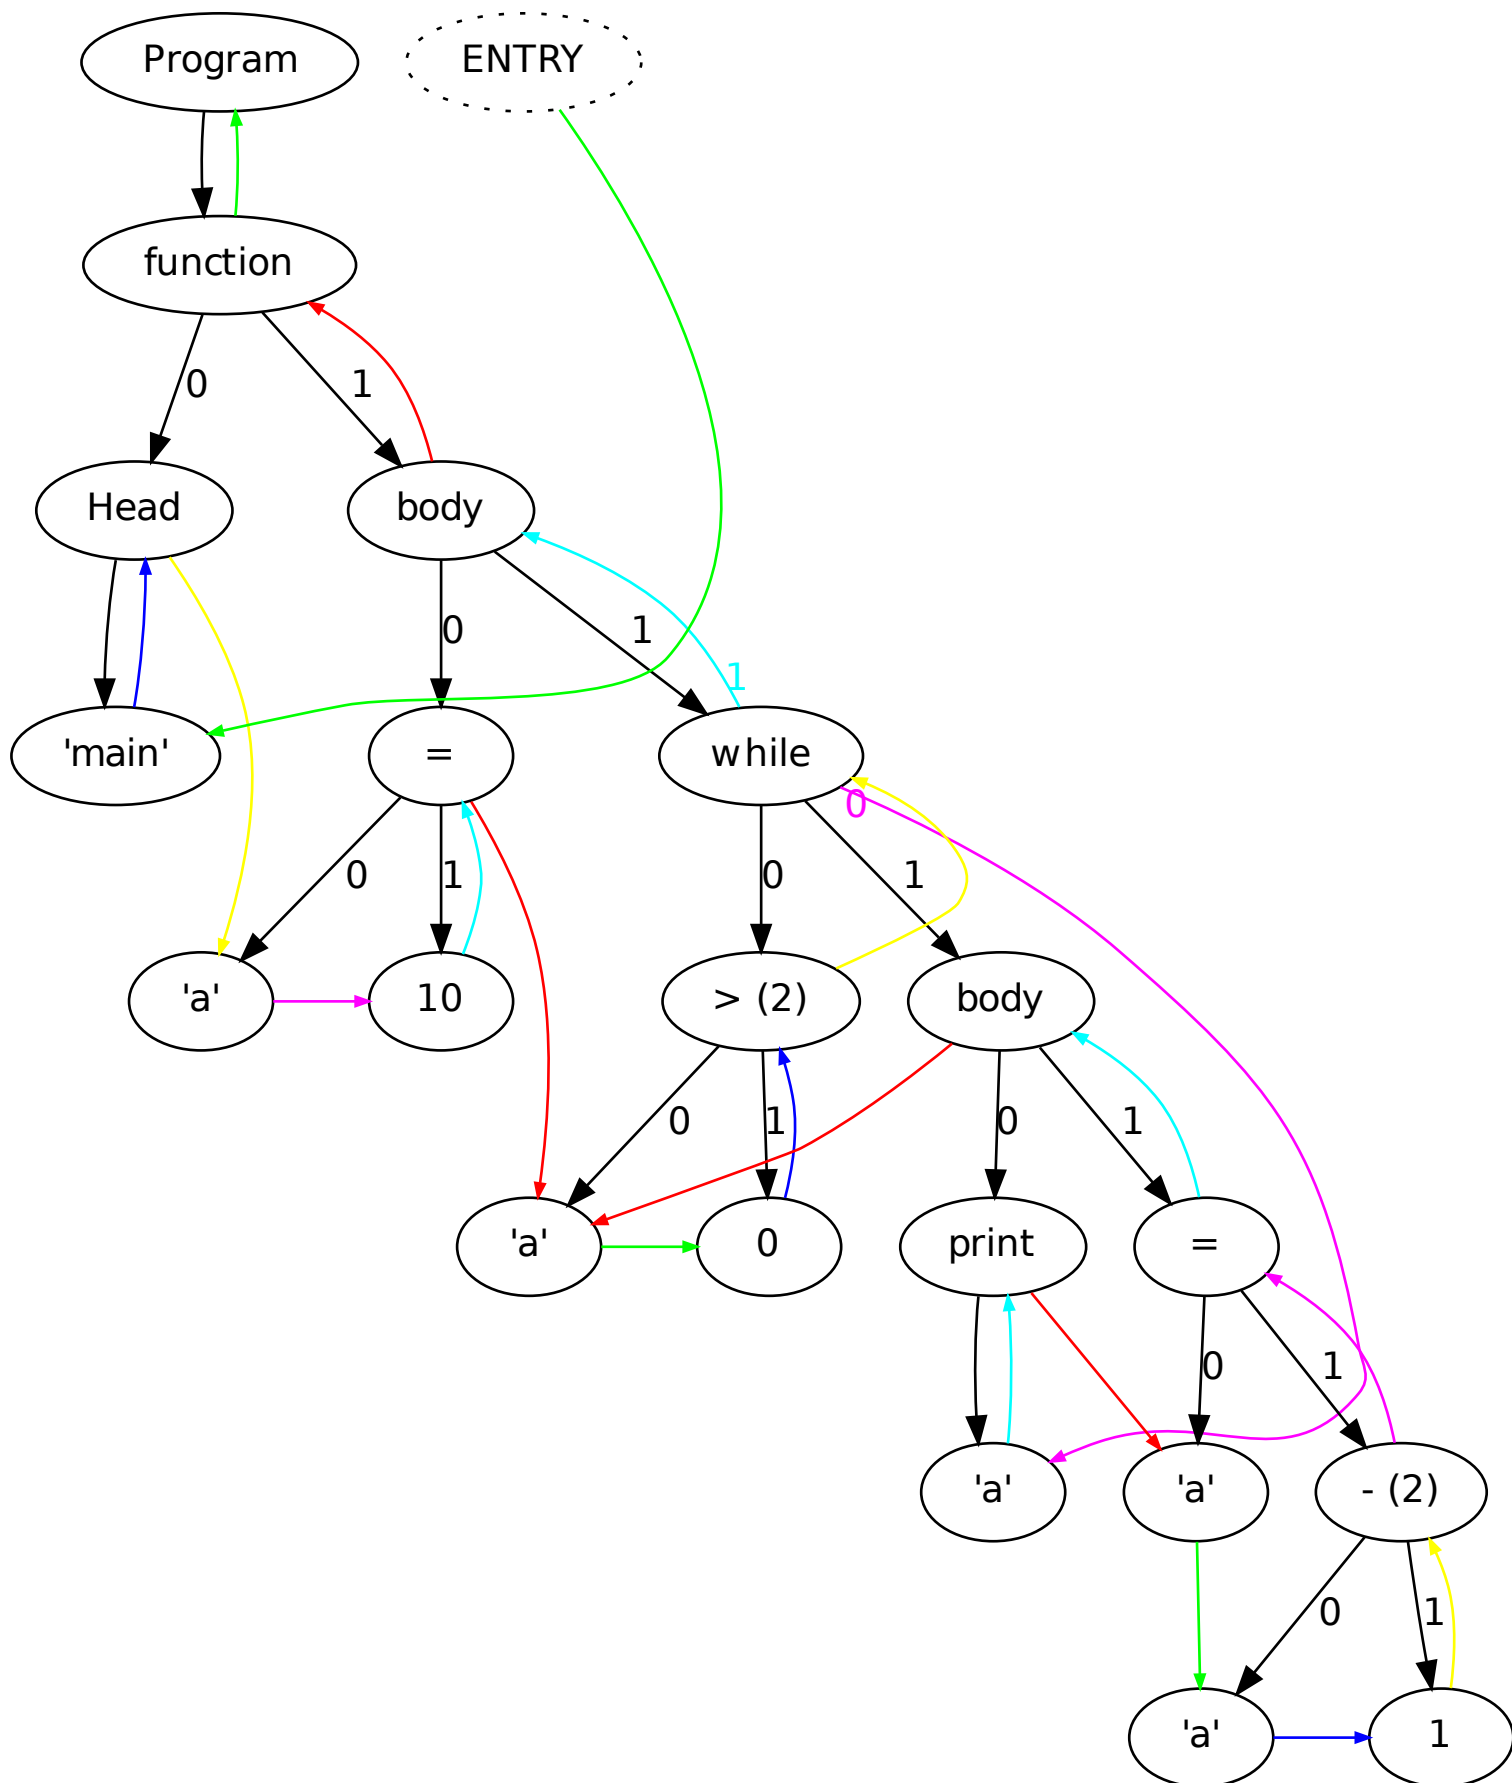 Program
ENTRY
function
0
1
Head
body
0
1
1
'main'
=
while
0
0
1
0
1
'a'
10
> (2)
body
0
1
0
1
'a'
0
print
=
0
1
'a'
'a'
- (2)
0
1
'a'
1